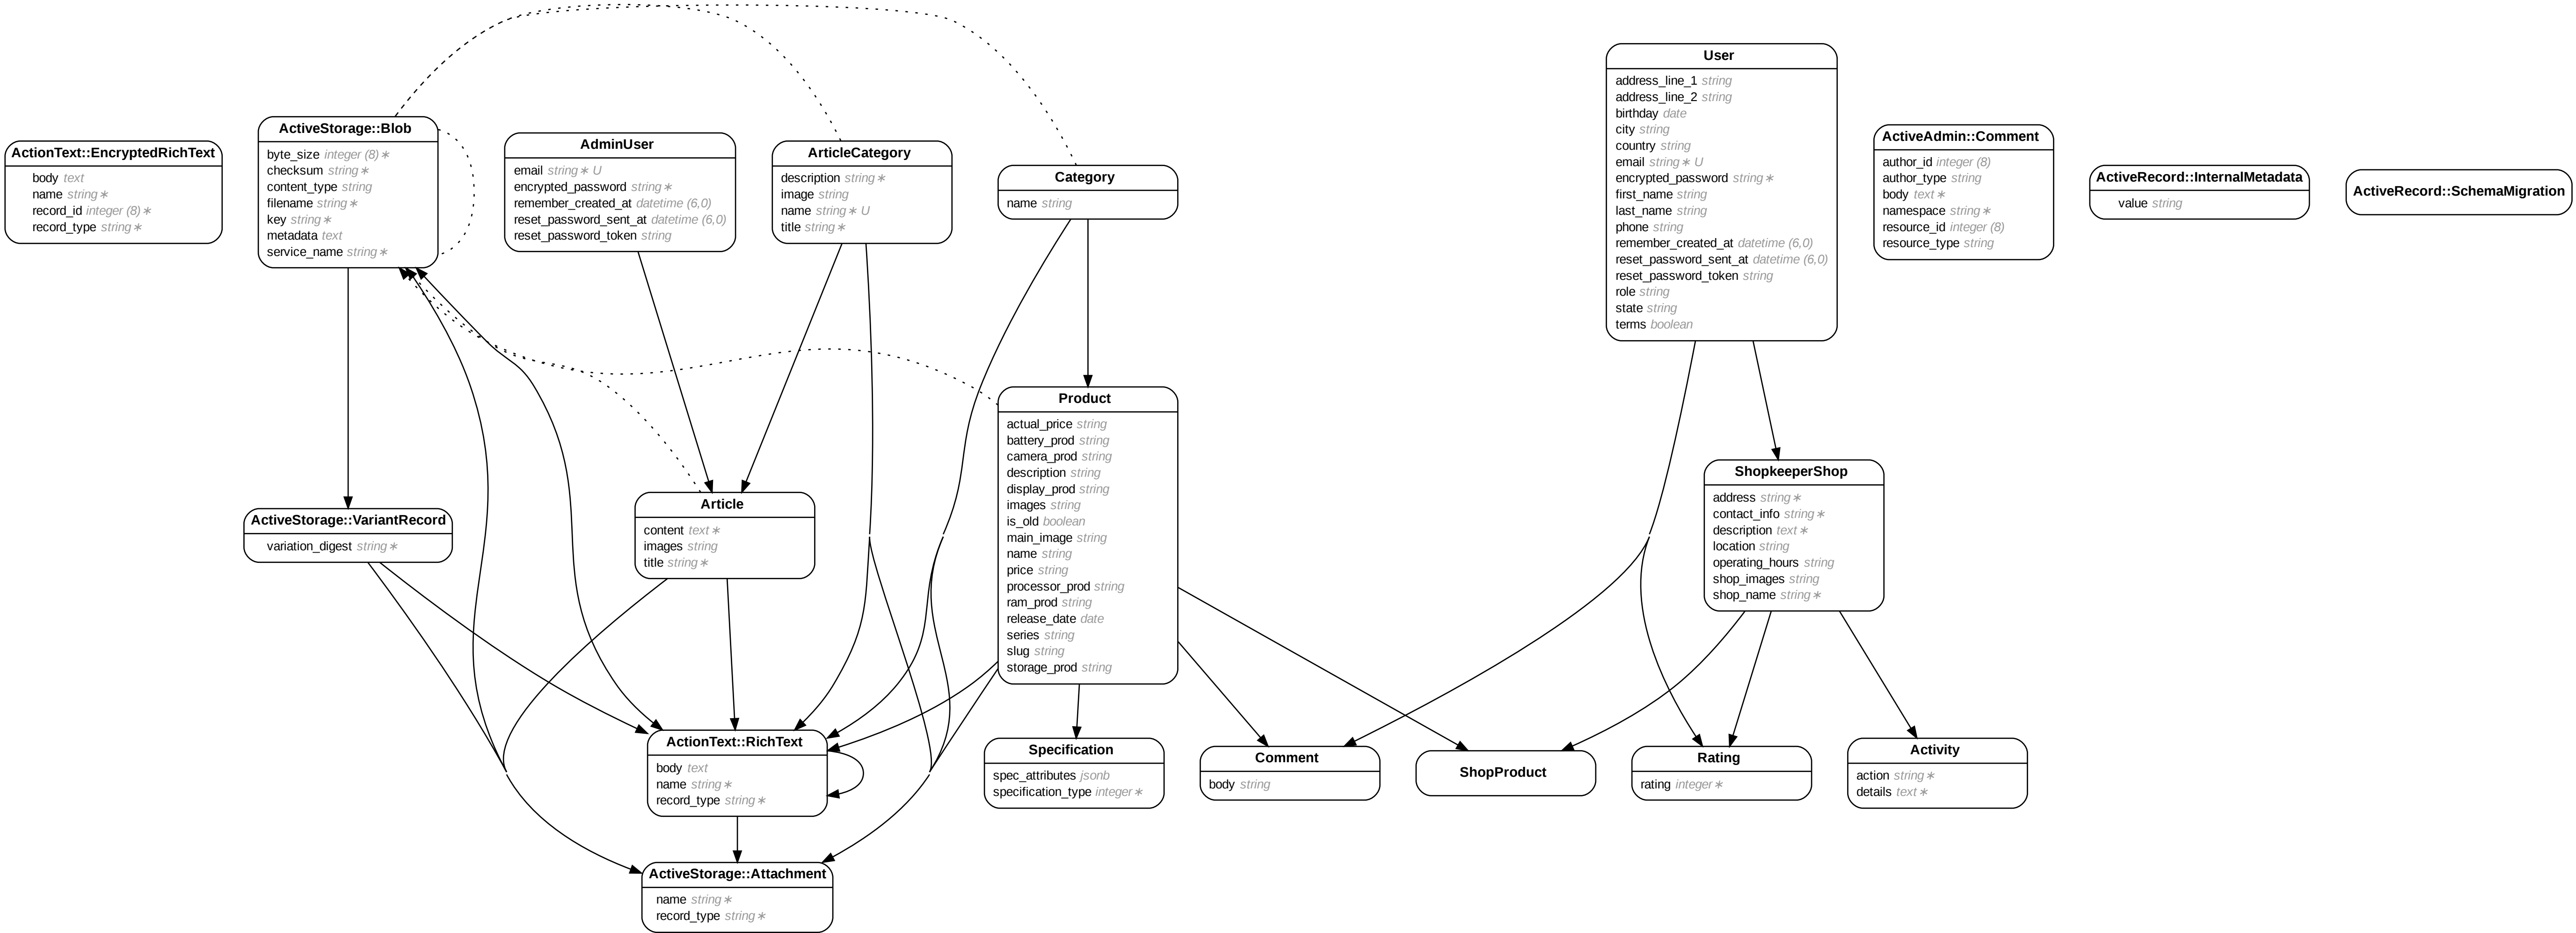 ActionText::EncryptedRichText
body text
name string∗
record_id integer (8)∗
record_type string∗
ActiveStorage::Blob
byte_size integer (8)∗
checksum string∗
content_type string
filename string∗
key string∗
metadata text
service_name string∗
AdminUser
email string∗ U
encrypted_password string∗
remember_created_at datetime (6,0)
reset_password_sent_at datetime (6,0)
reset_password_token string
ArticleCategory
description string∗
image string
name string∗ U
title string∗
Category
name string
User
address_line_1 string
address_line_2 string
birthday date
city string
country string
email string∗ U
encrypted_password string∗
first_name string
last_name string
phone string
remember_created_at datetime (6,0)
reset_password_sent_at datetime (6,0)
reset_password_token string
role string
state string
terms boolean
ActiveAdmin::Comment
author_id integer (8)
author_type string
body text∗
namespace string∗
resource_id integer (8)
resource_type string
ActiveRecord::InternalMetadata
value string
ActiveRecord::SchemaMigration
ActiveStorage::VariantRecord
variation_digest string∗
Article
content text∗
images string
title string∗
Product
actual_price string
battery_prod string
camera_prod string
description string
display_prod string
images string
is_old boolean
main_image string
name string
price string
processor_prod string
ram_prod string
release_date date
series string
slug string
storage_prod string
ShopkeeperShop
address string∗
contact_info string∗
description text∗
location string
operating_hours string
shop_images string
shop_name string∗
ActionText::RichText
body text
name string∗
record_type string∗
Specification
spec_attributes jsonb
specification_type integer∗
Comment
body string
ShopProduct
Rating
rating integer∗
Activity
action string∗
details text∗
ActiveStorage::Attachment
name string∗
record_type string∗